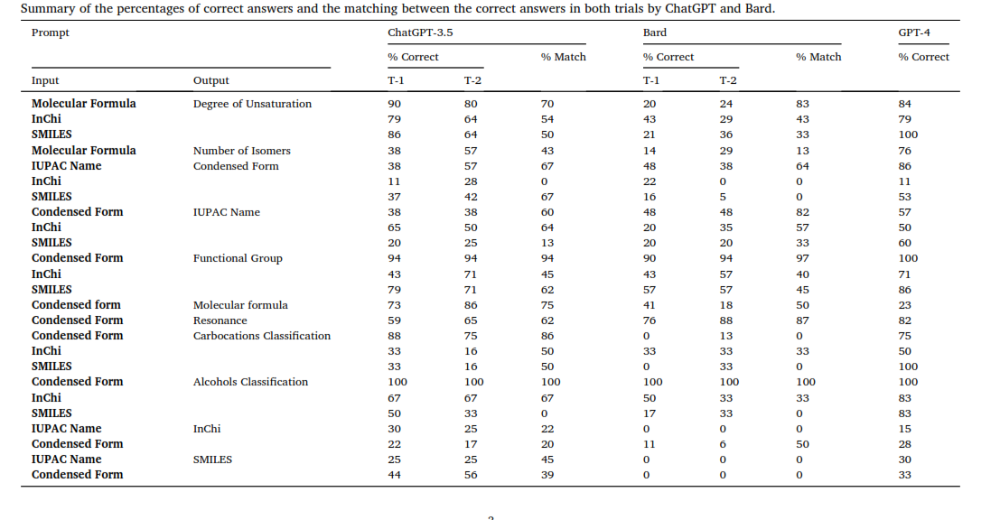 Summary of the percentages of correct answers and the matching between the correct answers in both trials by ChatGPT and Bard.
Prompt ChatGPT-3.5 Bard GPT-4
% Correct % Match % Correct % Match % Correct
Input Output T-1 T-2 T-1 T-2
Molecular Formula Degree of Unsaturation 90 80 70 20 24 83 84
InChi 79 64 54 43 29 43 79
SMILES 86 64 50 21 36 33 100
Molecular Formula Number of Isomers 38 57 43 14 29 13 76
IUPAC Name Condensed Form 38 57 67 48 38 64 86
InChi 11 28 0 22 0 0 11
SMILES 37 42 67 16 5 0 53
Condensed Form IUPAC Name 38 38 60 48 48 82 57
InChi 65 50 64 20 35 57 50
SMILES 20 25 13 20 20 33 60
Condensed Form Functional Group 94 94 94 90 94 97 100
InChi 43 71 45 43 57 40 71
SMILES 79 71 62 57 57 45 86
Condensed form Molecular formula 73 86 75 41 18 50 23
Condensed Form Resonance 59 65 62 76 88 87 82
Condensed Form Carbocations Classification 88 75 86 0 13 0 75
InChi 33 16 50 33 33 33 50
SMILES 33 16 50 0 33 0 100
Condensed Form Alcohols Classification 100 100 100 100 100 100 100
InChi 67 67 67 50 33 33 83
SMILES 50 33 0 17 33 0 83
IUPAC Name InChi 30 25 22 0 0 0 15
Condensed Form 22 17 20 11 6 50 28
IUPAC Name SMILES 25 25 45 0 0 0 30
Condensed Form 44 56 39 0 0 0 33